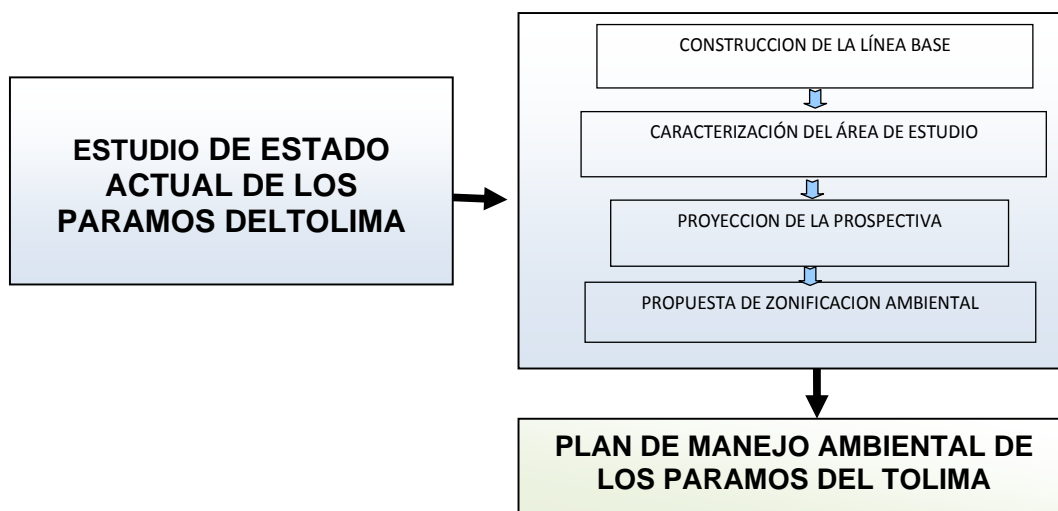 ESTUDIO DE ESTADO
ACTUAL DE LOS
PARAMOS DELTOLIMA
CONSTRUCCION DE LA LÍNEA BASE
CARACTERIZACIÓN DEL ÁREA DE ESTUDIO
PROYECCION DE LA PROSPECTIVA
PROPUESTA DE ZONIFICACION AMBIENTAL
PLAN DE MANEJO AMBIENTAL DE
LOS PARAMOS DEL TOLIMA